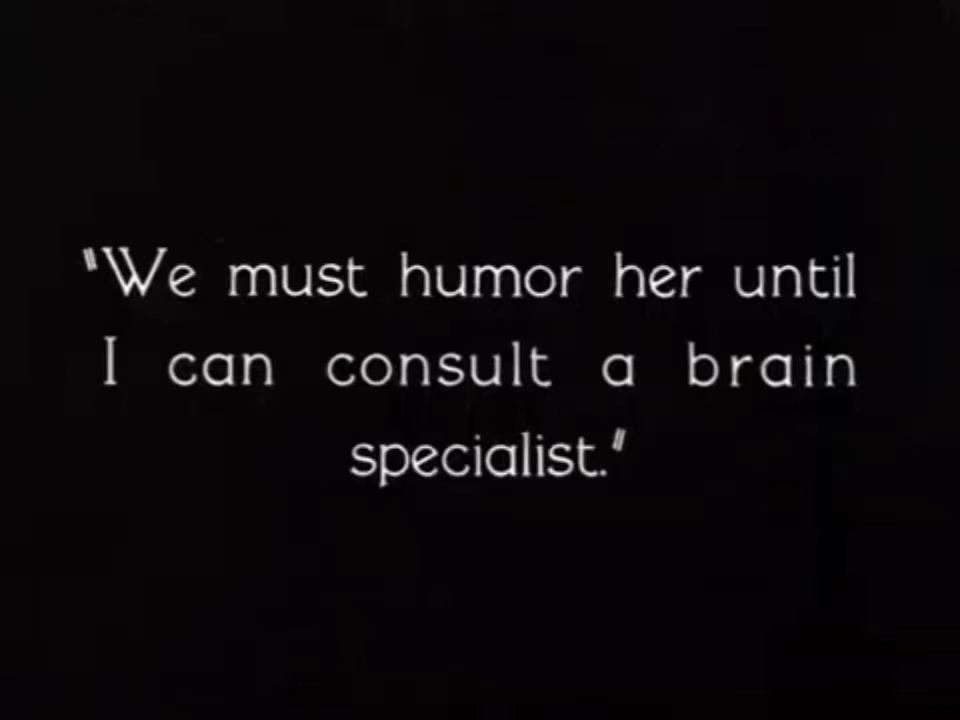 "We must humor her until
I can consult a brain
specialist."